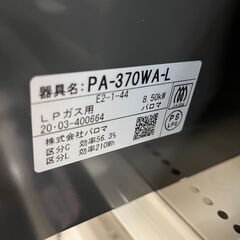 器具名:PA-370WA-L
E2-1-44 8.50kW
LPガス用 パロマ
20·03-400664
株式会社パロマ
区分C 効率56.3%
区分L 効率210Wh
PS
LPG